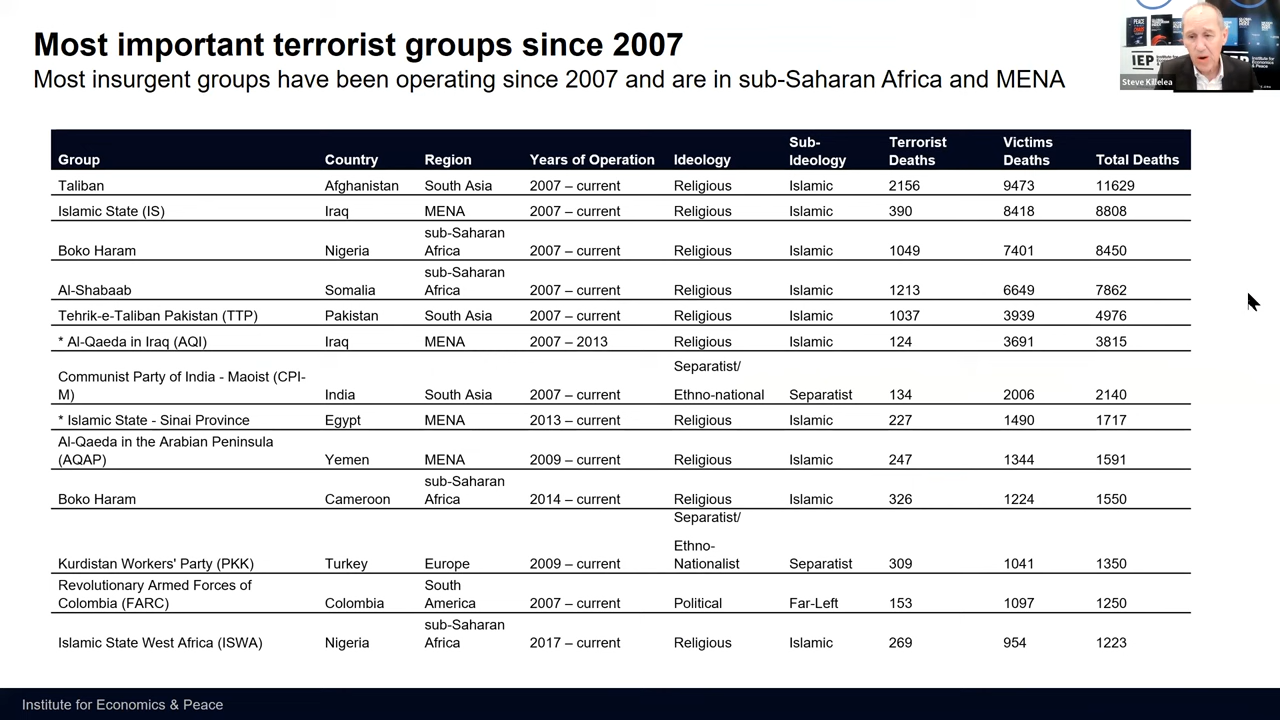 Most important terrorist groups since 2007
Most insurgent groups have been operating since 2007 and are in sub-Saharan Africa and MENA
IEP
Steve Killelea
Group Country Region Years of Operation Ideology Sub-Ideology Terrorist Deaths Victims Deaths Total Deaths
Taliban Afghanistan South Asia 2007 – current Religious Islamic 2156 9473 11629
Islamic State (IS) Iraq MENA 2007 – current Religious Islamic 390 8418 8808
Boko Haram Nigeria sub-Saharan Africa 2007 – current Religious Islamic 1049 7401 8450
Al-Shabaab Somalia sub-Saharan Africa 2007 – current Religious Islamic 1213 6649 7862
Tehrik-e-Taliban Pakistan (TTP) Pakistan South Asia 2007 – current Religious Islamic 1037 3939 4976
* Al-Qaeda in Iraq (AQI) Iraq MENA 2007 – 2013 Religious Islamic 124 3691 3815
Communist Party of India - Maoist (CPI-M) India South Asia 2007 – current Separatist/ Ethno-national Separatist 134 2006 2140
* Islamic State - Sinai Province Egypt MENA 2013 – current Religious Islamic 227 1490 1717
Al-Qaeda in the Arabian Peninsula (AQAP) Yemen MENA 2009 – current Religious Islamic 247 1344 1591
Boko Haram Cameroon sub-Saharan Africa 2014 – current Religious Islamic 326 1224 1550
Kurdistan Workers' Party (PKK) Turkey Europe 2009 – current Separatist/ Ethno-Nationalist Separatist 309 1041 1350
Revolutionary Armed Forces of Colombia (FARC) Colombia South America 2007 – current Political Far-Left 153 1097 1250
Islamic State West Africa (ISWA) Nigeria sub-Saharan Africa 2017 – current Religious Islamic 269 954 1223
Institute for Economics & Peace